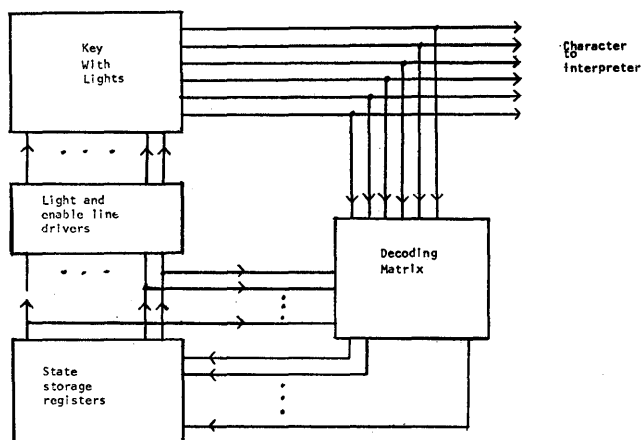 Key
With
Lights
Character
to
Interpreter
Light and
enable line
drivers
Decoding
Matrix
State
storage
registers